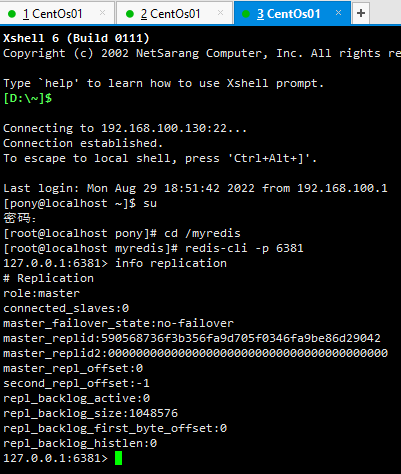 1 CentOs01 × 2 CentOs01 × 3 CentOs01 × +
Xshell 6 (Build 0111)
Copyright (c) 2002 NetSarang Computer, Inc. All rights re
Type `help' to learn how to use Xshell prompt.
[D:\~]$
Connecting to 192.168.100.130:22...
Connection established.
To escape to local shell, press 'Ctrl+Alt+]'.
Last login: Mon Aug 29 18:51:42 2022 from 192.168.100.1
[pony@localhost ~]$ su
密码：
[root@localhost pony]# cd /myredis
[root@localhost myredis]# redis-cli -p 6381
127.0.0.1:6381> info replication
# Replication
role:master
connected_slaves:0
master_failover_state:no-failover
master_replid:590568736f3b356fa9d705f0346fa9be86d29042
master_replid2:0000000000000000000000000000000000000000
master_repl_offset:0
second_repl_offset:-1
repl_backlog_active:0
repl_backlog_size:1048576
repl_backlog_first_byte_offset:0
repl_backlog_histlen:0
127.0.0.1:6381>